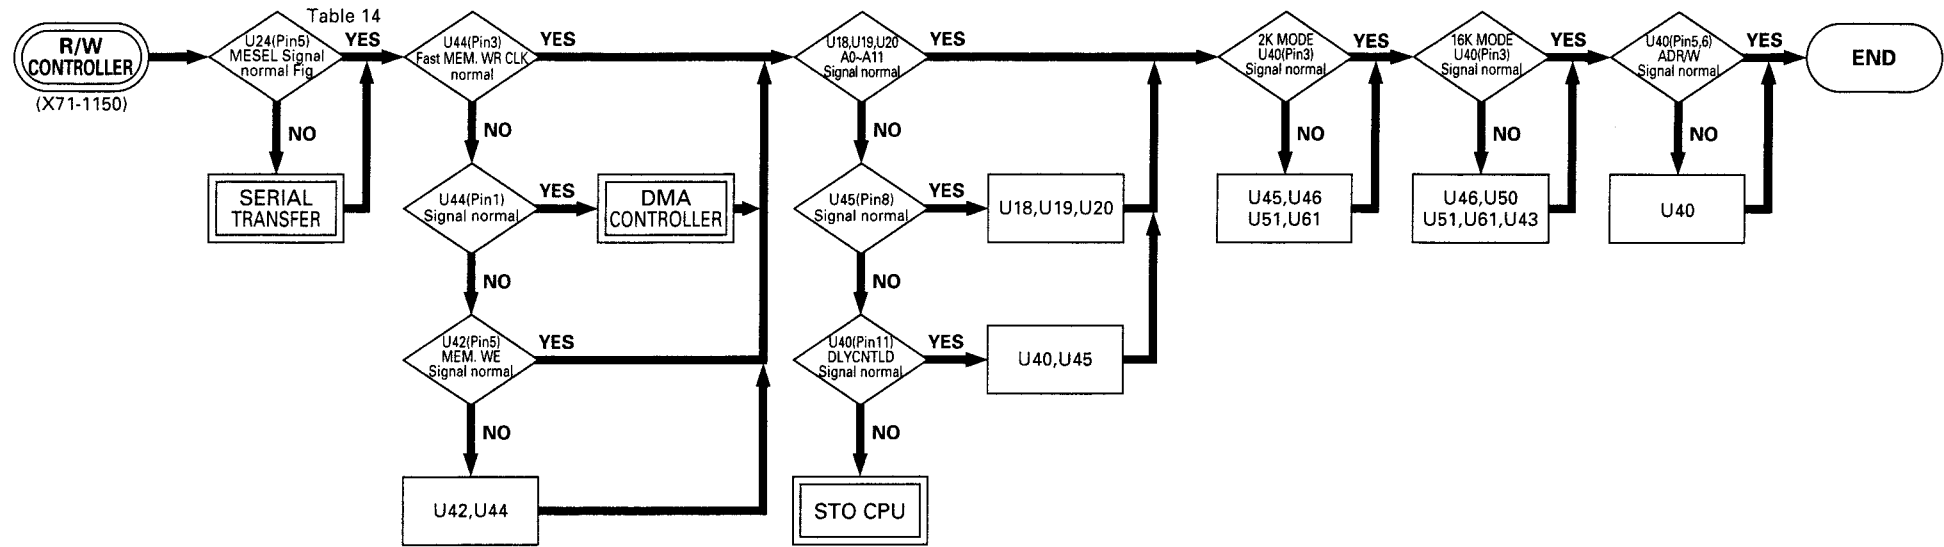 Table 14
R/W
CONTROLLER
(X71-1150)
U24(Pin5)
MESEL Signal
normal Fig
YES
NO
SERIAL
TRANSFER
U44(Pin3)
Fast MEM. WR CLK
normal
YES
NO
U44(Pin1)
Signal normal
YES
DMA
CONTROLLER
NO
U42(Pin5)
MEM. WE
Signal normal
YES
NO
U42,U44
U18,U19,U20
A0~A11
Signal normal
YES
NO
U45(Pin8)
Signal normal
YES
U18,U19,U20
NO
U40(Pin11)
DLYCNTLD
Signal normal
YES
U40,U45
NO
STO CPU
2K MODE
U40(Pin3)
Signal normal
YES
NO
U45,U46
U51,U61
16K MODE
U40(Pin3)
Signal normal
YES
NO
U46,U50
U51,U61,U43
U40(Pin5,6)
ADR/W
Signal normal
YES
NO
U40
END